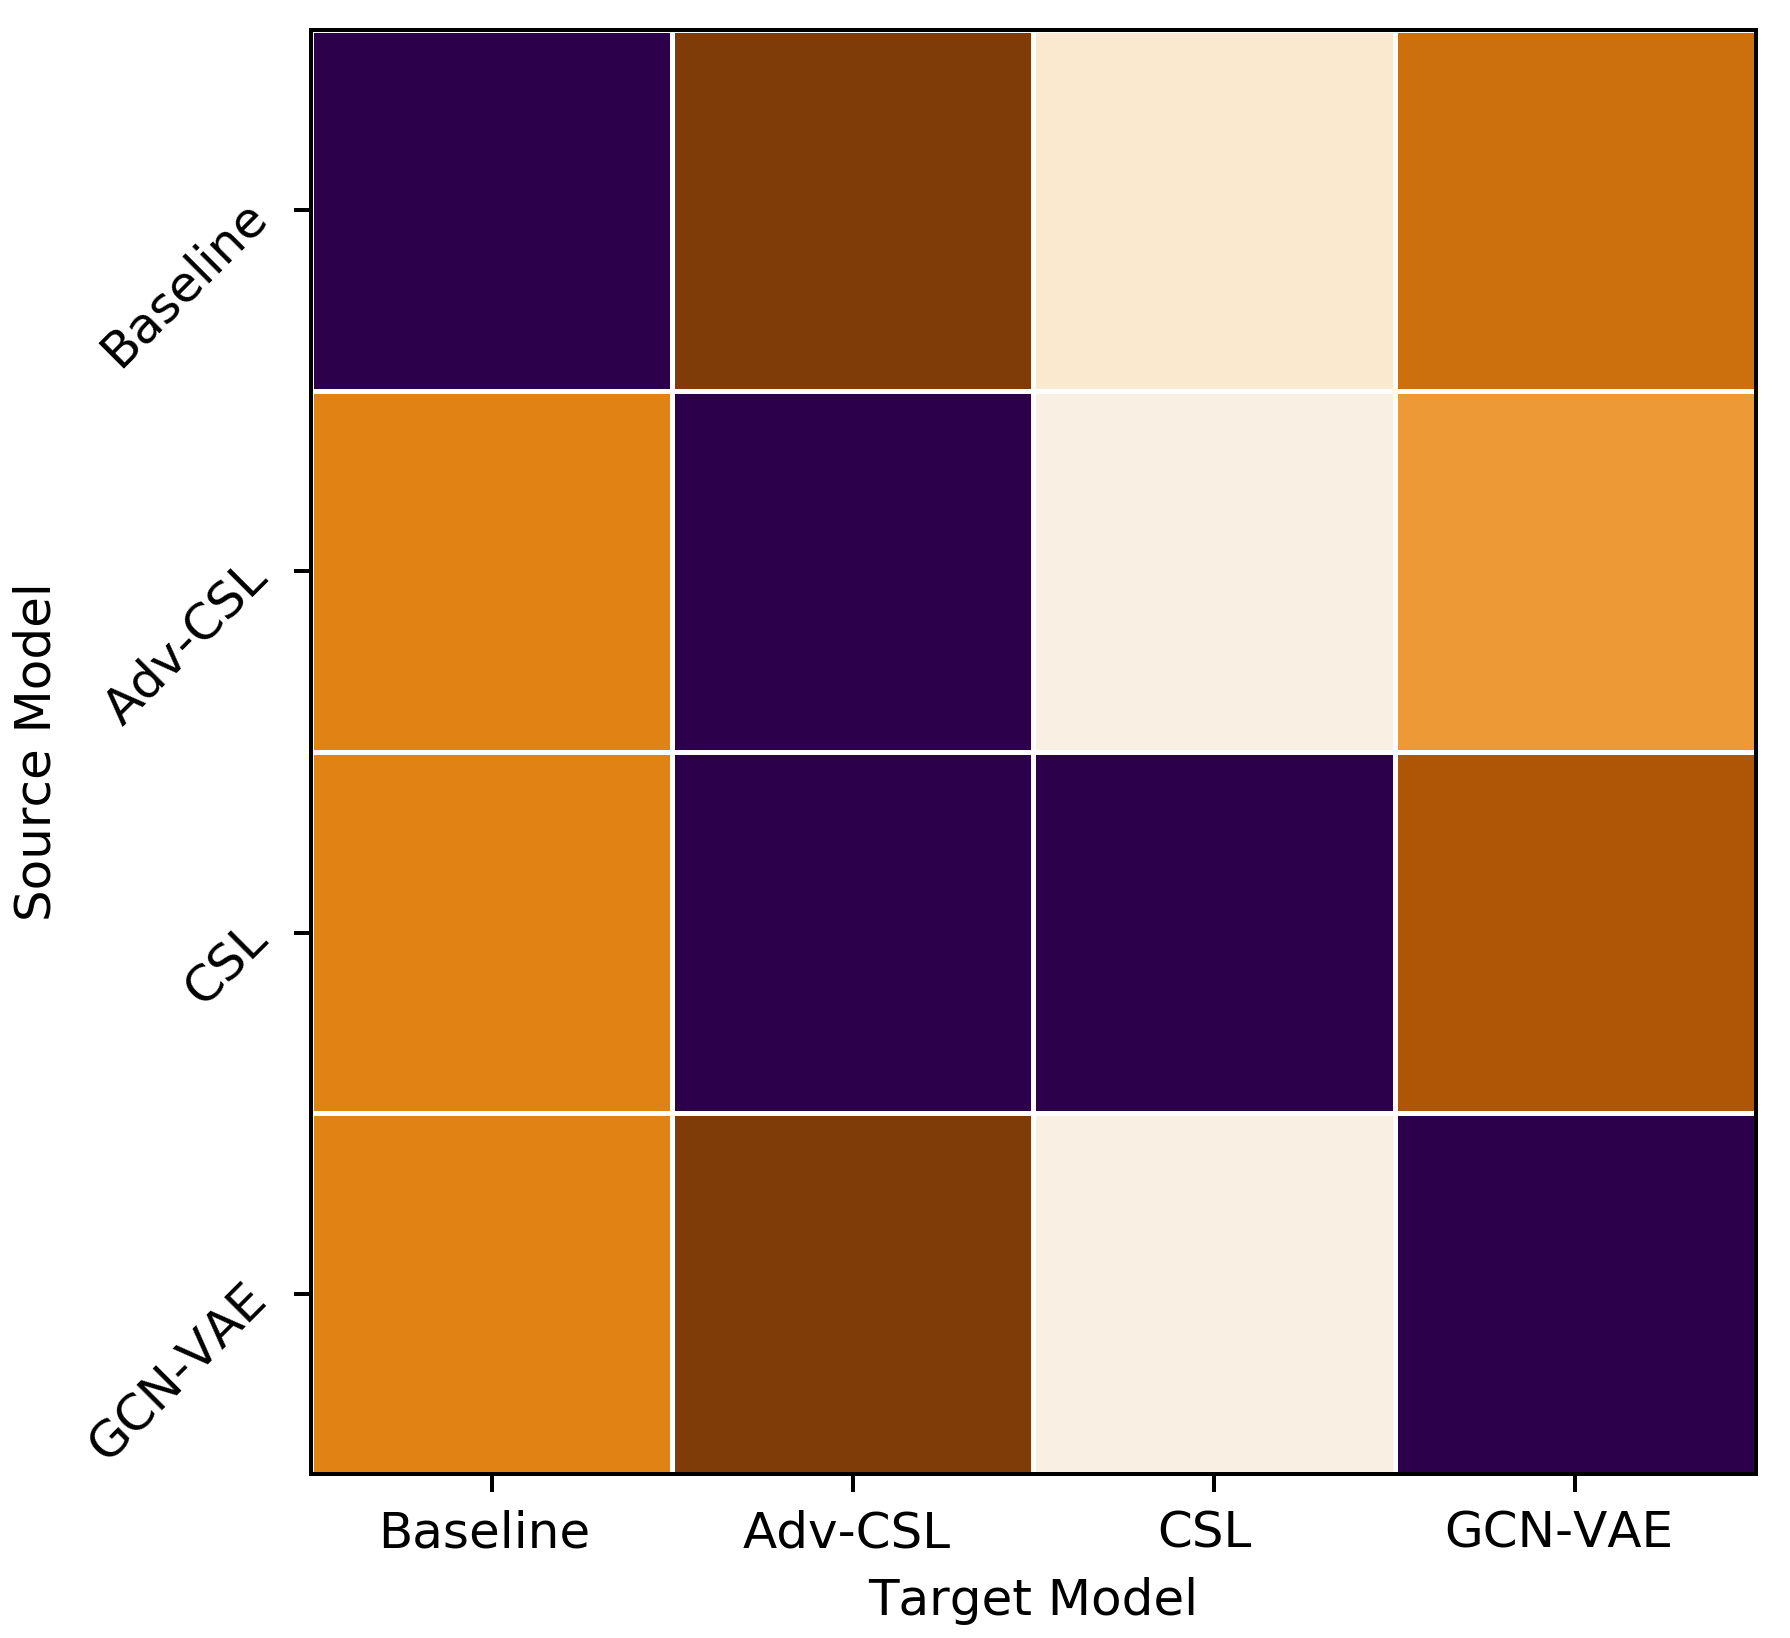 Source Model
Baseline
Adv-CSL
CSL
GCN-VAE
Baseline Adv-CSL CSL GCN-VAE
Target Model